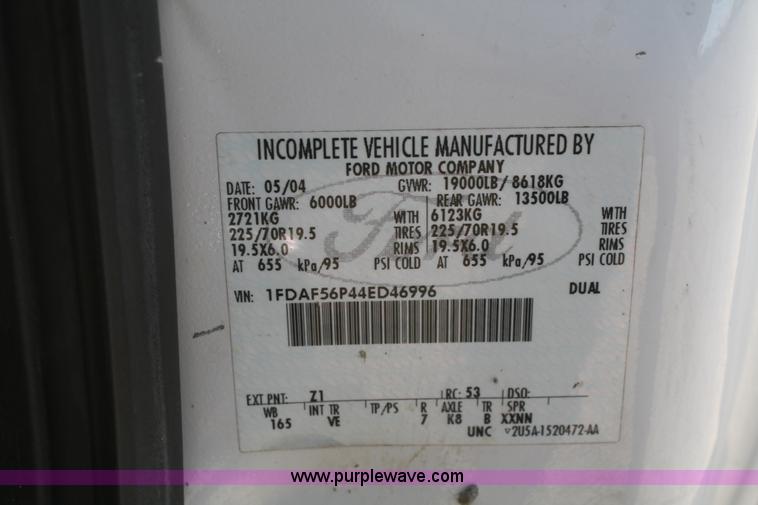 INCOMPLETE VEHICLE MANUFACTURED BY
FORD MOTOR COMPANY
DATE: 05/04 GVWR: 19000LB/ 8618KG
FRONT GAWR: 6000LB REAR GAWR: 13500LB
2721KG WITH 6123KG WITH
225/70R19.5 TIRES 225/70R19.5 TIRES
19.5X6.0 RIMS 19.5X6.0 RIMS
AT 655 kPa/95 PSI COLD AT 655 kPa/95 PSI COLD
VIN: 1FDAF56P44ED46996 DUAL
Ford
EXT PNT: Z1 RC: 53 DSO:
WB INT TR TP/PS R AXLE TR SPR
165 VE 7 K8 B XXNN
UNC 2U5A-1520472-AA
www.purplewave.com